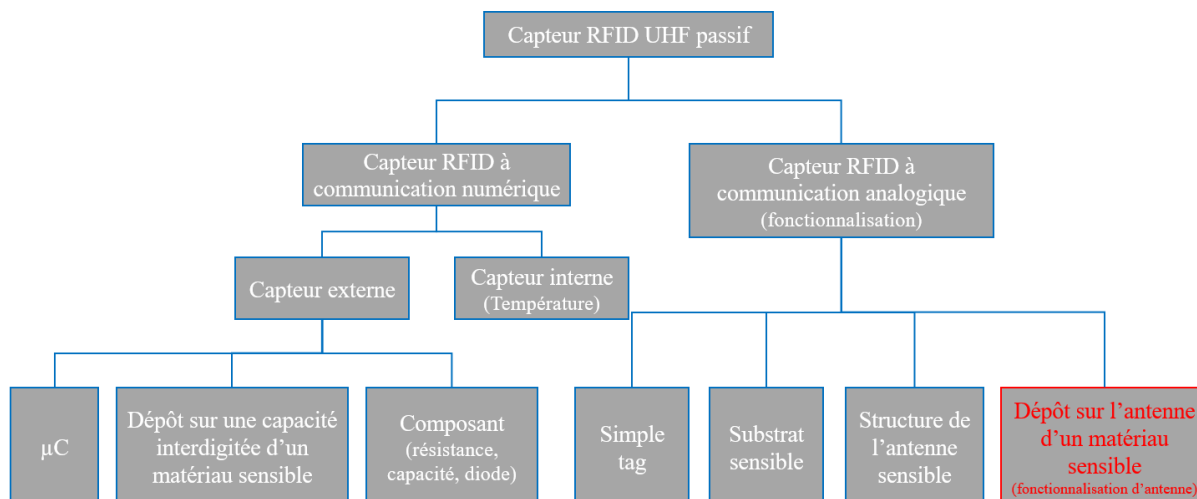 Capteur RFID UHF passif
Capteur RFID à
communication numérique
Capteur RFID à
communication analogique
(fonctionnalisation)
Capteur externe
Capteur interne
(Température)
µC
Dépôt sur une capacité
interdigitée d'un
matériau sensible
Composant
(résistance,
capacité, diode)
Simple
tag
Substrat
sensible
Structure de
l'antenne
sensible
Dépôt sur l'antenne
d'un matériau
sensible
(fonctionnalisation d'antenne)